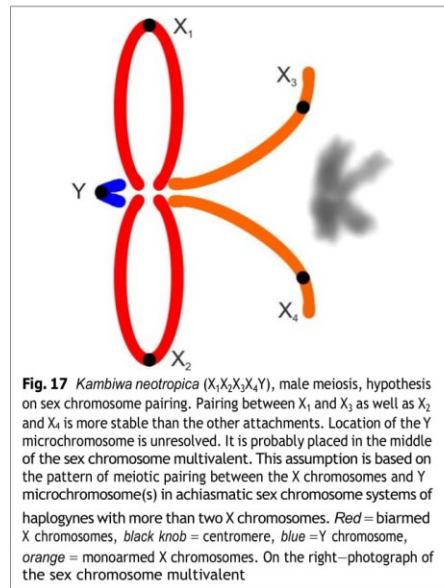 X1
X3
Y
X4
X2
Fig. 17 Kambiwa neotropica (X1X2X3X4Y), male meiosis, hypothesis
on sex chromosome pairing. Pairing between X1 and X3 as well as X2
and X4 is more stable than the other attachments. Location of the Y
microchromosome is unresolved. It is probably placed in the middle
of the sex chromosome multivalent. This assumption is based on
the pattern of meiotic pairing between the X chromosomes and Y
microchromosome(s) in achiasmatic sex chromosome systems of
haplogynes with more than two X chromosomes. Red = biarmed
X chromosomes, black knob = centromere, blue =Y chromosome,
orange = monoarmed X chromosomes. On the right—photograph of
the sex chromosome multivalent